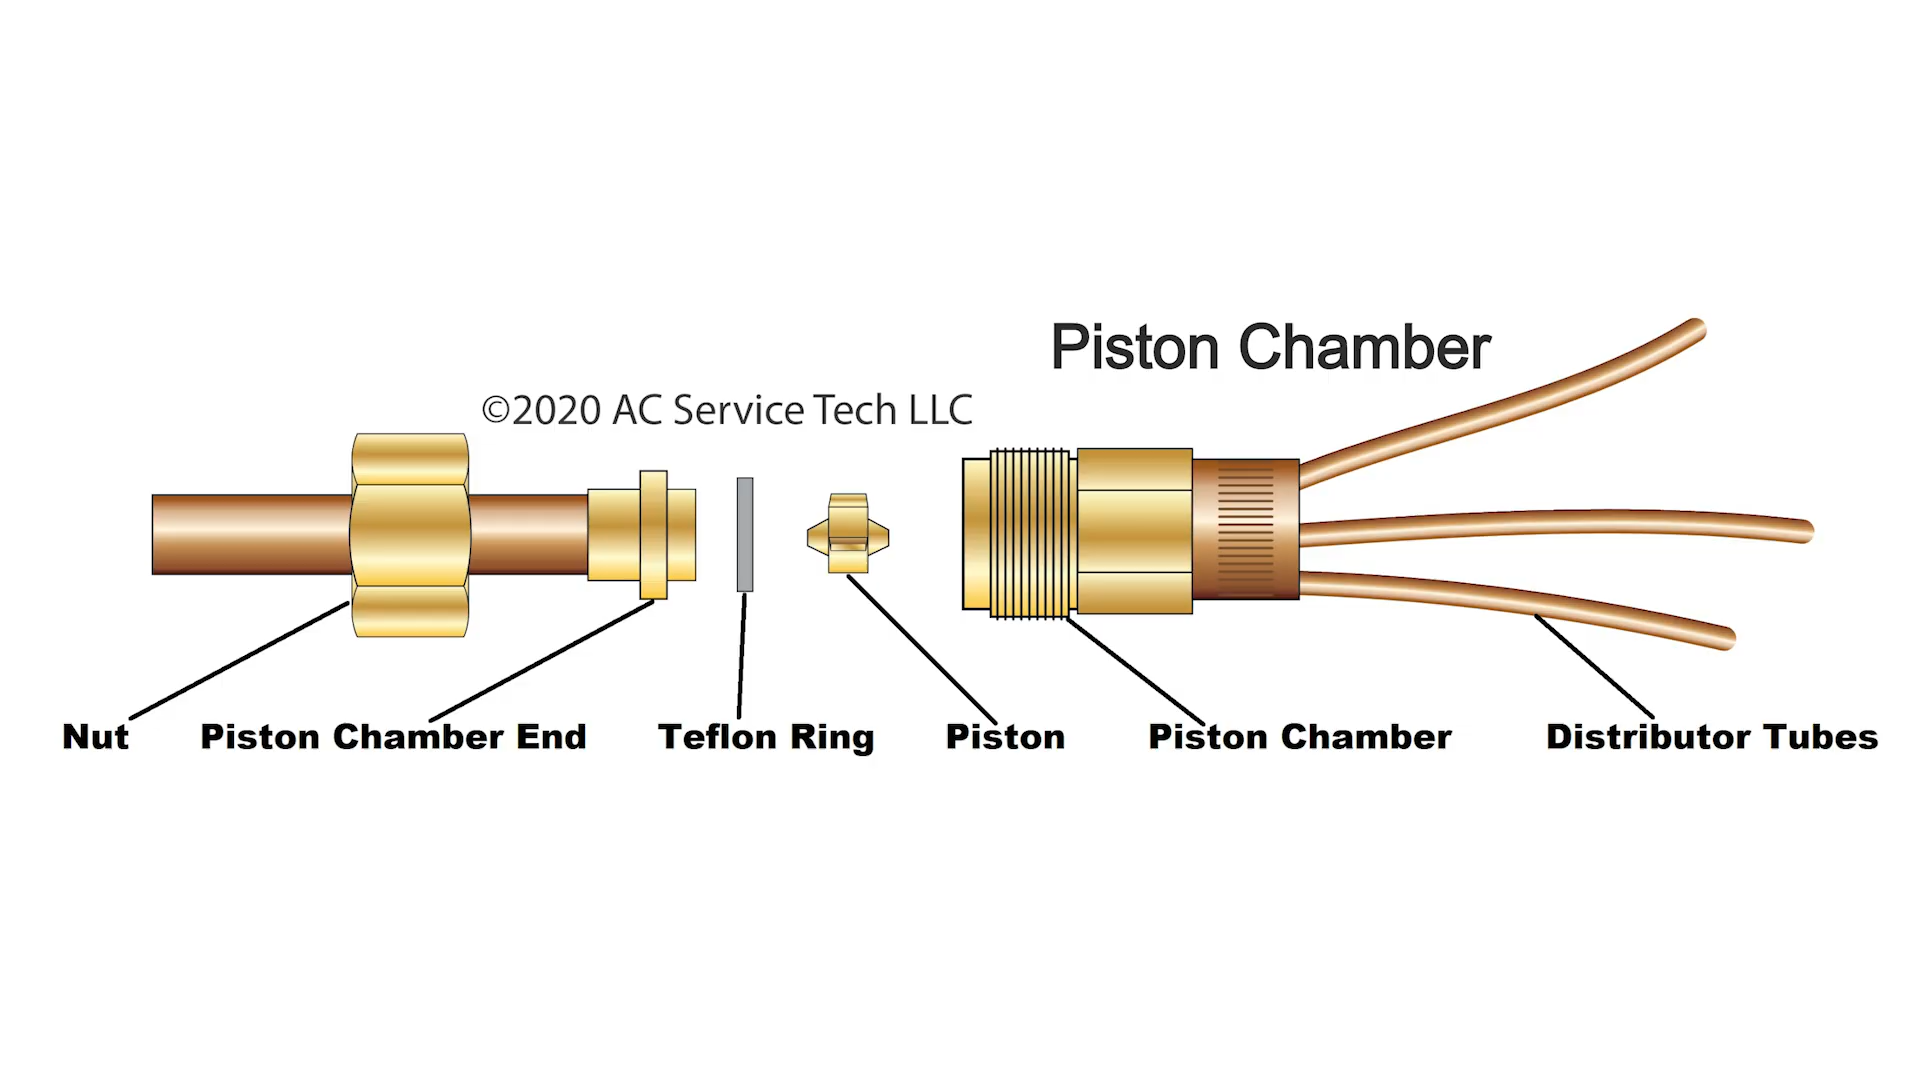 Piston Chamber
©2020 AC Service Tech LLC
Nut
Piston Chamber End
Teflon Ring
Piston
Piston Chamber
Distributor Tubes